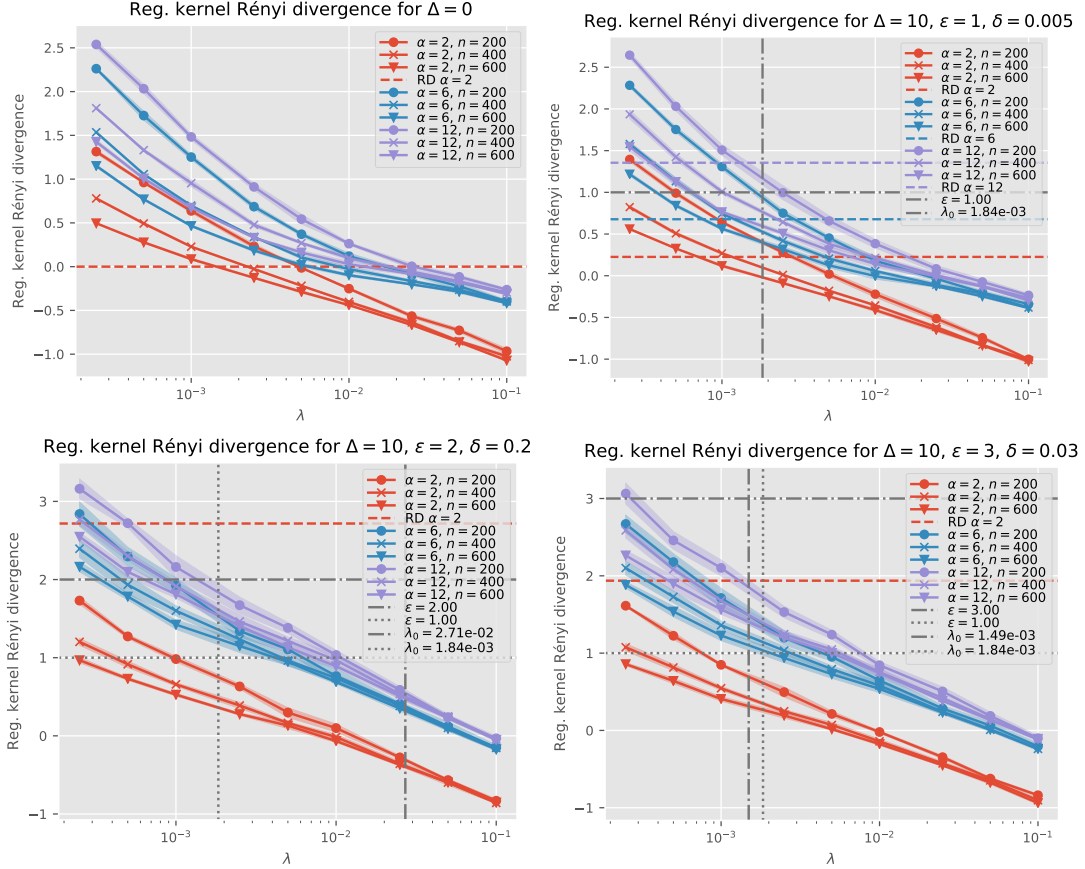 Reg. kernel Rényi divergence for Δ = 0
Reg. kernel Rényi divergence
2.5
2.0
1.5
1.0
0.5
0.0
−0.5
−1.0
10⁻³
10⁻²
10⁻¹
λ
α = 2, n = 200
α = 2, n = 400
α = 2, n = 600
RD α = 2
α = 6, n = 200
α = 6, n = 400
α = 6, n = 600
α = 12, n = 200
α = 12, n = 400
α = 12, n = 600
Reg. kernel Rényi divergence for Δ = 10, ε = 1, δ = 0.005
Reg. kernel Rényi divergence
2.5
2.0
1.5
1.0
0.5
0.0
−0.5
−1.0
10⁻³
10⁻²
10⁻¹
λ
α = 2, n = 200
α = 2, n = 400
α = 2, n = 600
RD α = 2
α = 6, n = 200
α = 6, n = 400
α = 6, n = 600
RD α = 6
α = 12, n = 200
α = 12, n = 400
α = 12, n = 600
RD α = 12
ε = 1.00
λ₀ = 1.84e-03
Reg. kernel Rényi divergence for Δ = 10, ε = 2, δ = 0.2
Reg. kernel Rényi divergence
3
2
1
0
−1
10⁻³
10⁻²
10⁻¹
λ
α = 2, n = 200
α = 2, n = 400
α = 2, n = 600
RD α = 2
α = 6, n = 200
α = 6, n = 400
α = 6, n = 600
α = 12, n = 200
α = 12, n = 400
α = 12, n = 600
ε = 2.00
ε = 1.00
λ₀ = 2.71e-02
λ₀ = 1.84e-03
Reg. kernel Rényi divergence for Δ = 10, ε = 3, δ = 0.03
Reg. kernel Rényi divergence
3
2
1
0
−1
10⁻³
10⁻²
10⁻¹
λ
α = 2, n = 200
α = 2, n = 400
α = 2, n = 600
RD α = 2
α = 6, n = 200
α = 6, n = 400
α = 6, n = 600
α = 12, n = 200
α = 12, n = 400
α = 12, n = 600
ε = 3.00
ε = 1.00
λ₀ = 1.49e-03
λ₀ = 1.84e-03